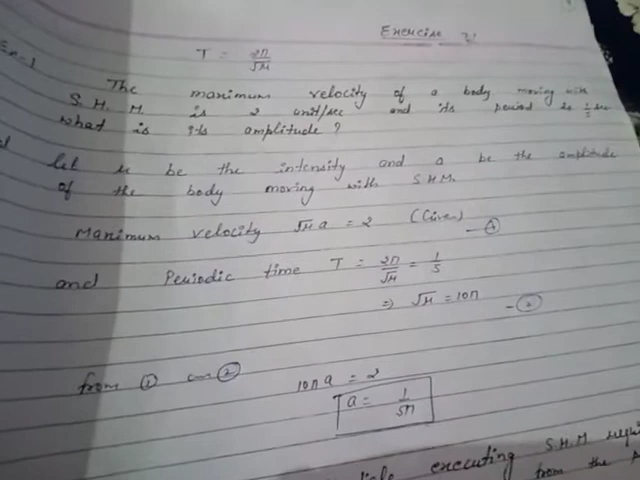 Exercise
T = 2π/√μ
Ex-1 The maximum velocity of a body moving with
S.H.M is 2 unit/sec and its period is 1/5 sec
what is its amplitude?
let μ be the intensity and a be the amplitude
of the body moving with S.H.M.
Maximum velocity √μ a = 2 (Given) —①
and Periodic time T = 2π/√μ = 1/5
⇒ √μ = 10π —②
from ① and ②
10π a = 2
a = 1/5π
executing S.H.M
from the